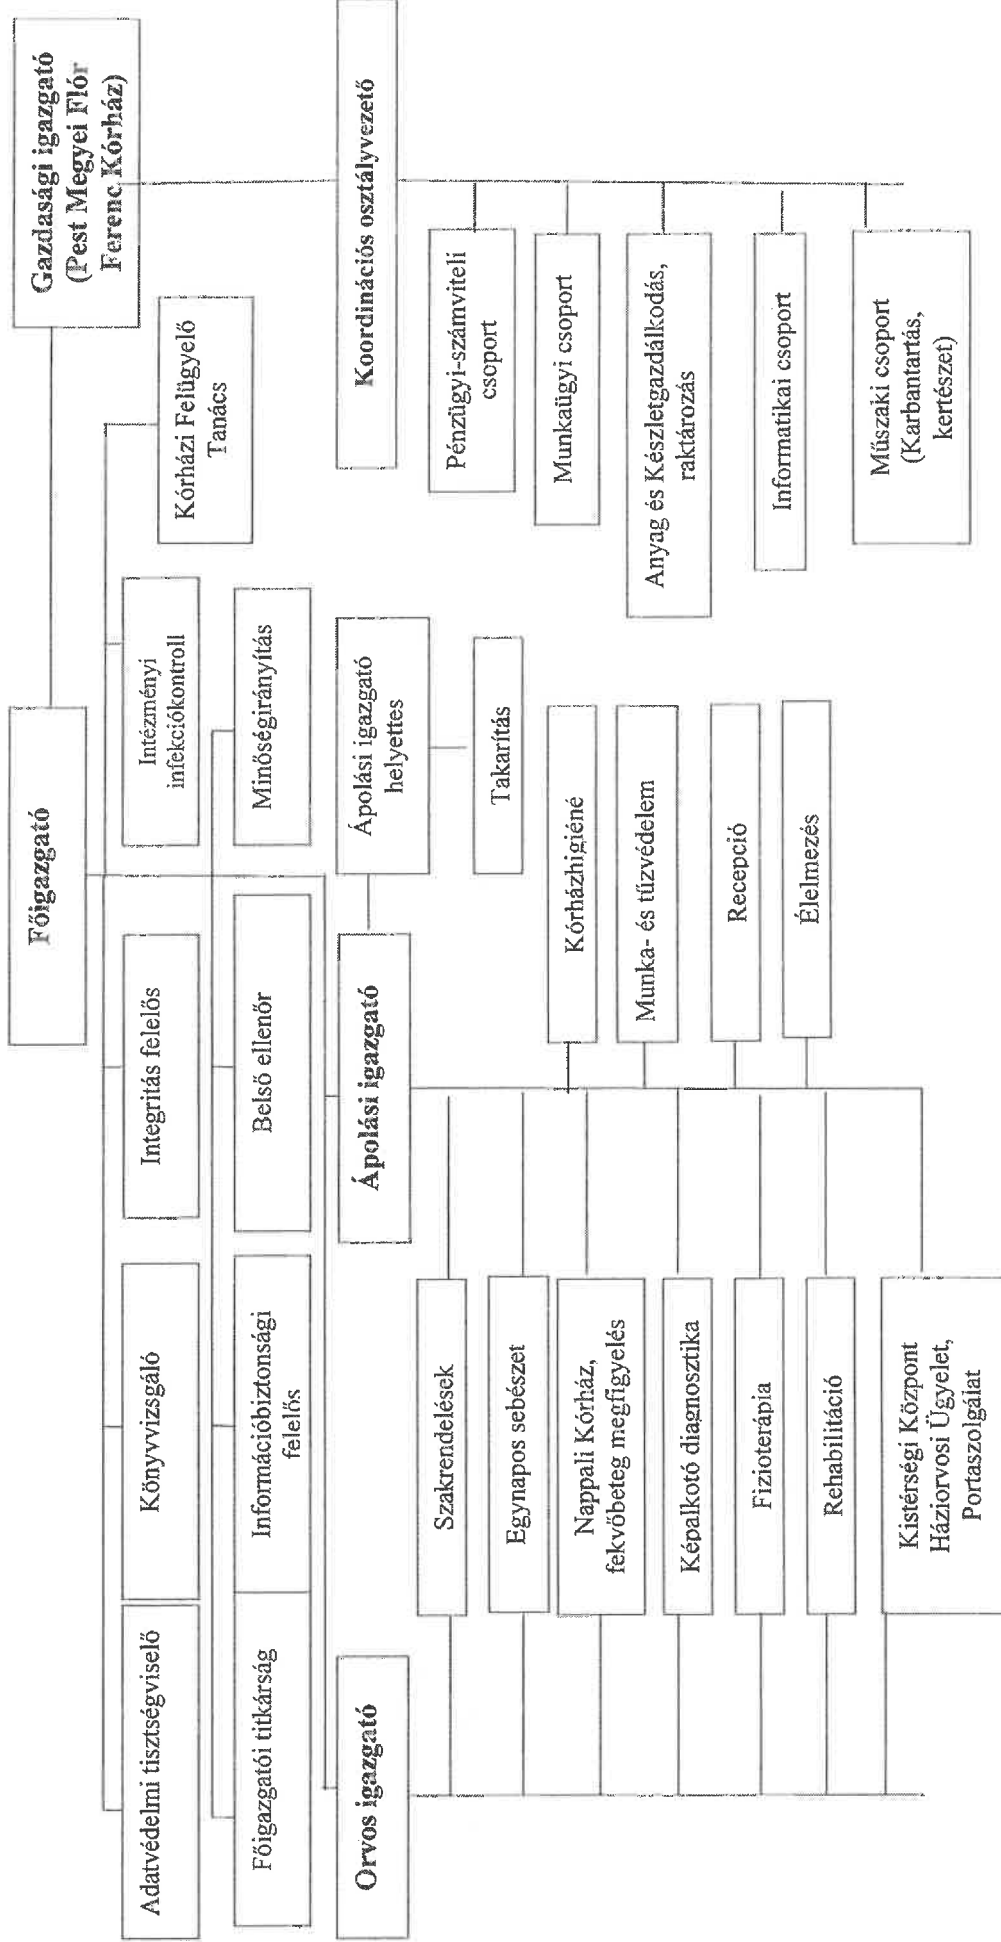 Főigazgató
Gazdasági igazgató
(Pest Megyei Flór
Ferenc Kórház)
Adatvédelmi tisztségviselő
Könyvvizsgáló
Integritás felelős
Intézményi
infekciókontroll
Kórházi Felügyelő
Tanács
Főigazgatói titkárság
Információbiztonsági
felelős
Belső ellenőr
Minőségirányítás
Orvos igazgató
Ápolási igazgató
Ápolási igazgató
helyettes
Koordinációs osztályvezető
Takarítás
Szakrendelések
Egynapos sebészet
Nappali Kórház,
fekvőbeteg megfigyelés
Képalkotó diagnosztika
Fizioterápia
Rehabilitáció
Kistérségi Központ
Háziorvosi Ügyelet,
Portaszolgálat
Kórházhigiéné
Munka- és tűzvédelem
Recepció
Élelmezés
Pénzügyi-számviteli
csoport
Munkaügyi csoport
Anyag és Készletgazdálkodás,
raktározás
Informatikai csoport
Műszaki csoport
(Karbantartás,
kertészet)